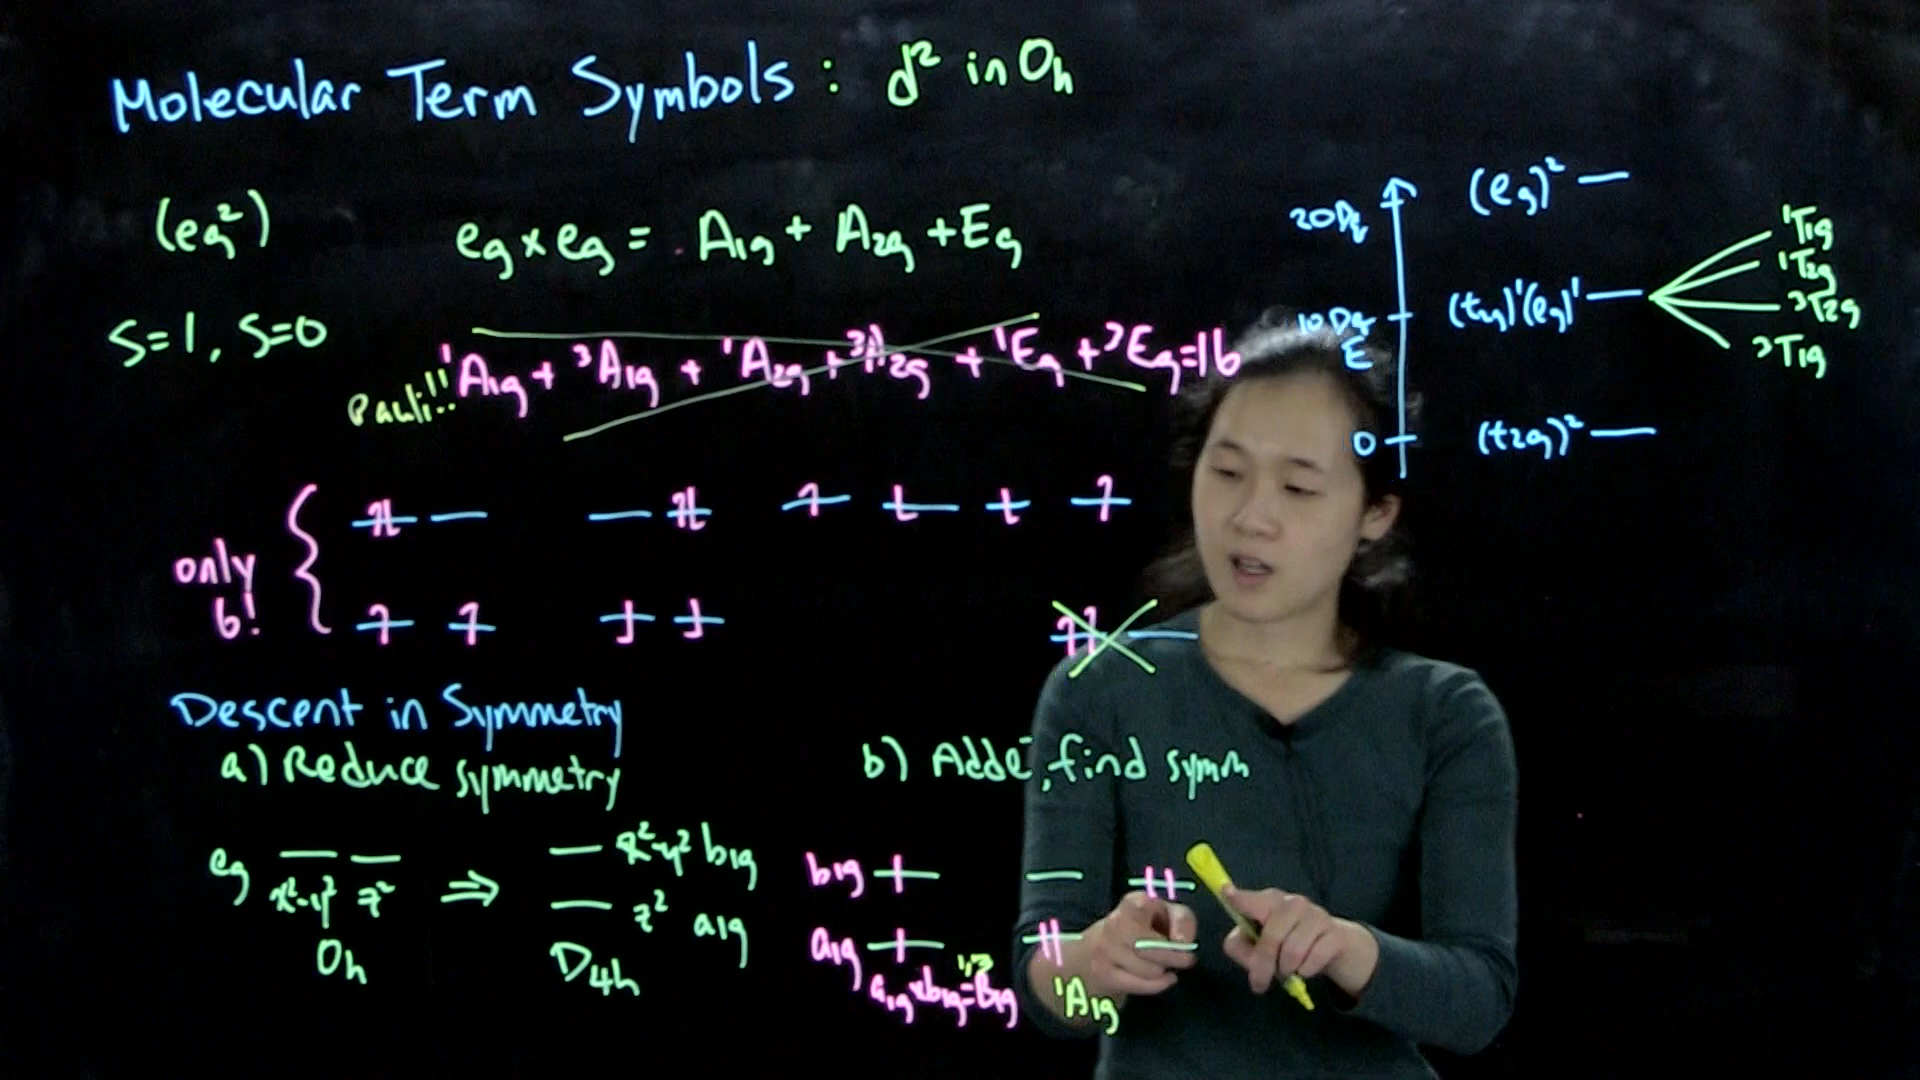 Molecular Term Symbols : d² in Oh
(eg²)
eg x eg = A1g + A2g + Eg
S=1, S=0
Pauli!!
¹A1g + ³A1g + ¹A2g + ³A2g + ¹Eg + ³Eg = 16
only 6!
Descent in Symmetry
a) Reduce symmetry
eg
x²-y² z²
Oh
⇒
x²-y² b1g
z² a1g
D4h
b) Add e⁻, find symm
b1g
a1g
a1g x b1g = ¹,³B1g
¹A1g
20Dq
(eg)²
10Dq
E
(t2g)¹(eg)¹
0
(t2g)²
¹T1g
¹T2g
³T2g
³T1g